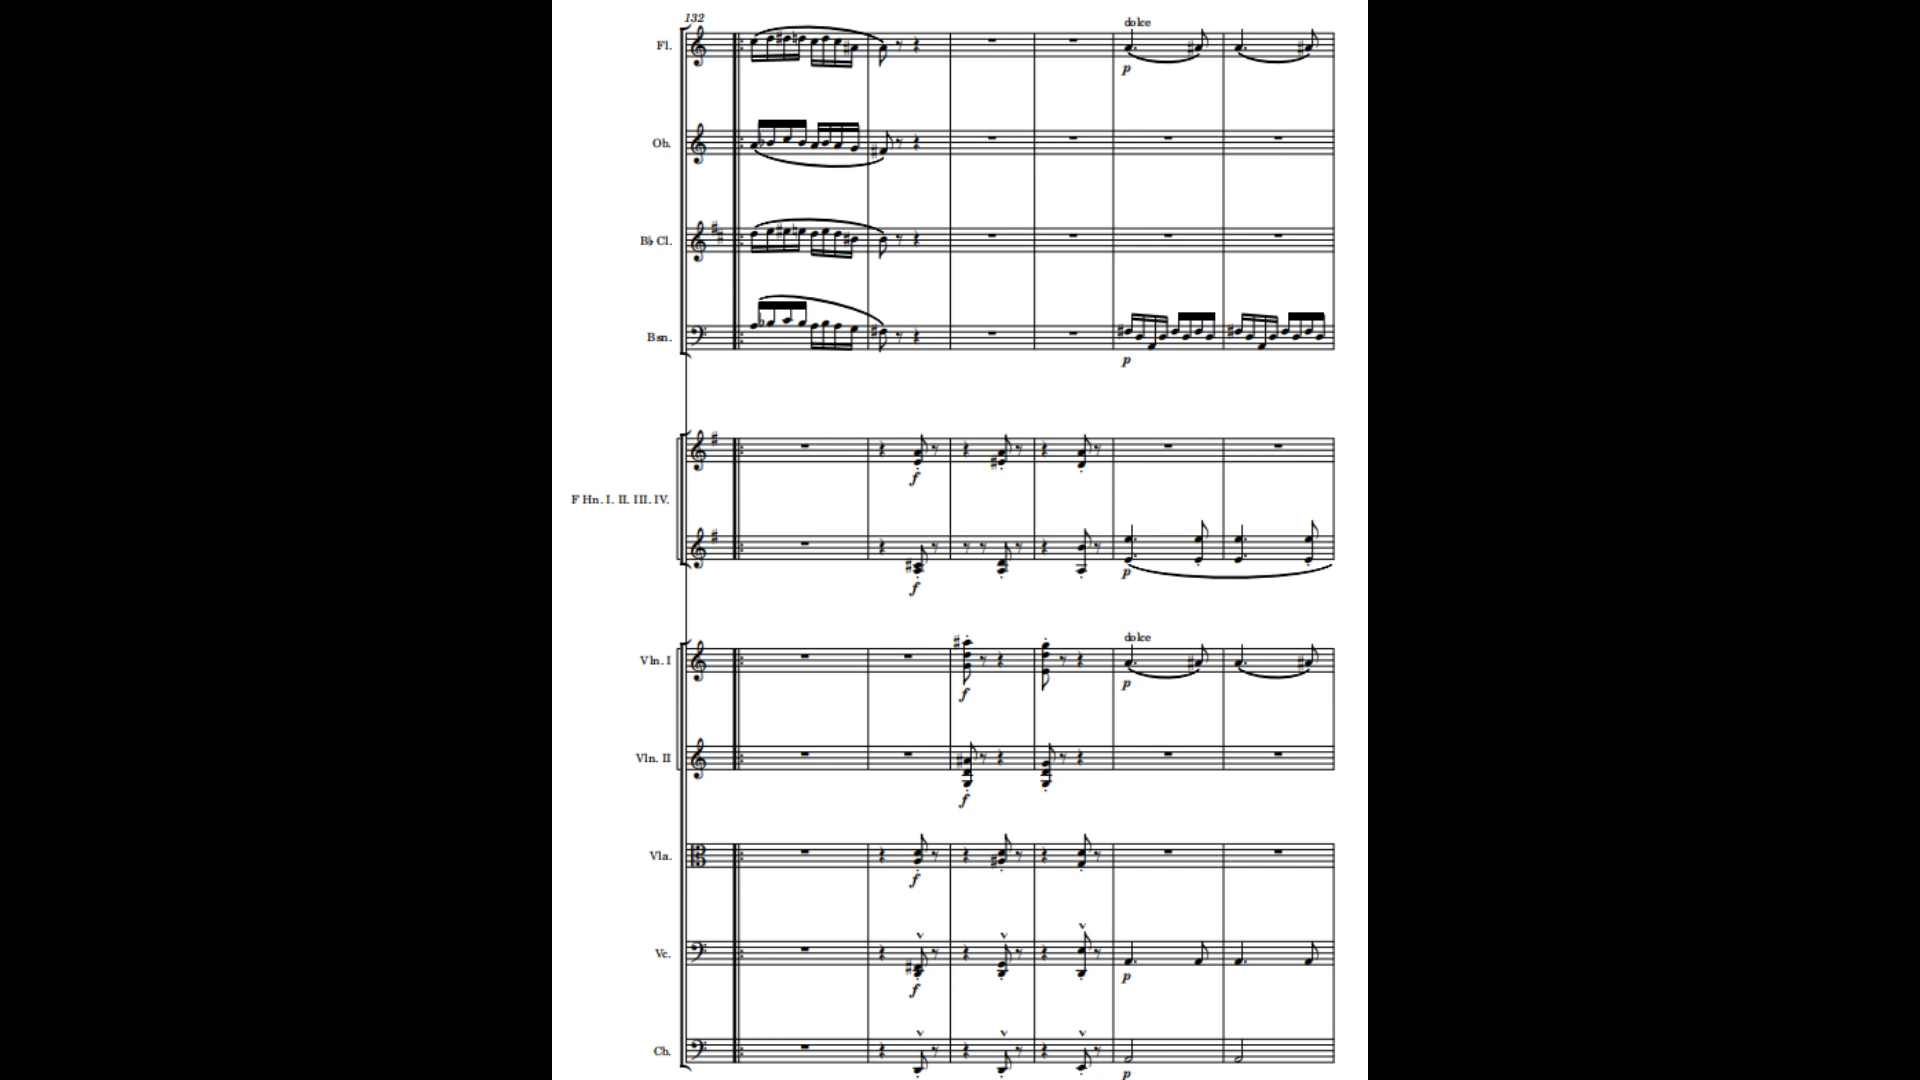 132
dolce
Fl.
p
Ob.
B♭ Cl.
Bsn.
p
f
F Hn. I. II. III. IV.
p
f
dolce
Vln. I
p
f
Vln. II
f
Vla.
f
Vc.
p
f
Cb.
p